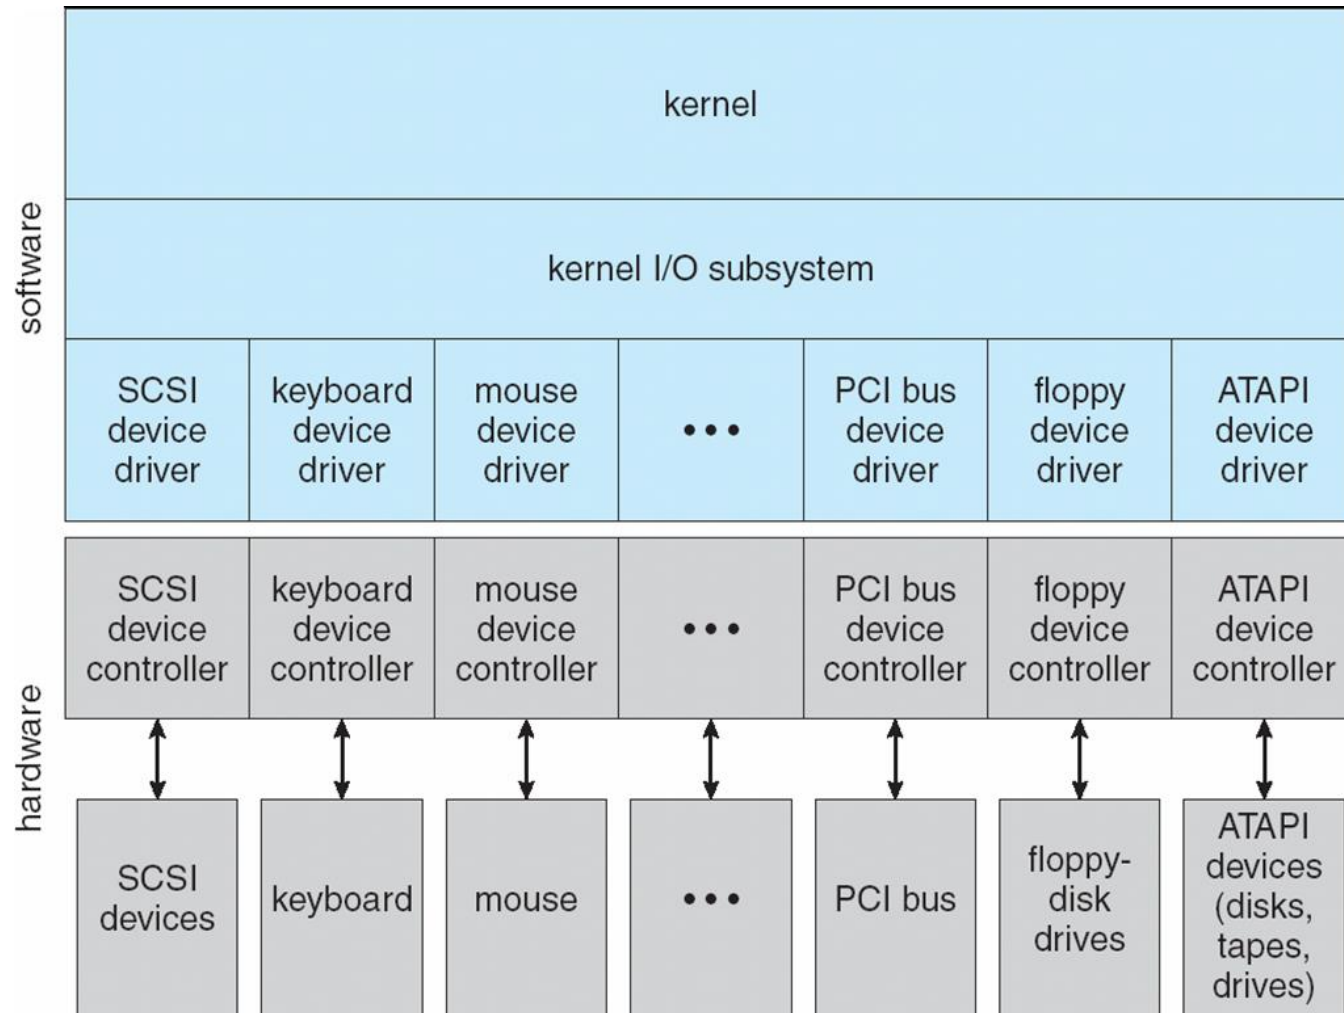 kernel
software
kernel I/O subsystem
SCSI
device
driver
keyboard
device
driver
mouse
device
driver
•••
PCI bus
device
driver
floppy
device
driver
ATAPI
device
driver
hardware
SCSI
device
controller
keyboard
device
controller
mouse
device
controller
•••
PCI bus
device
controller
floppy
device
controller
ATAPI
device
controller
SCSI
devices
keyboard
mouse
•••
PCI bus
floppy-
disk
drives
ATAPI
devices
(disks,
tapes,
drives)